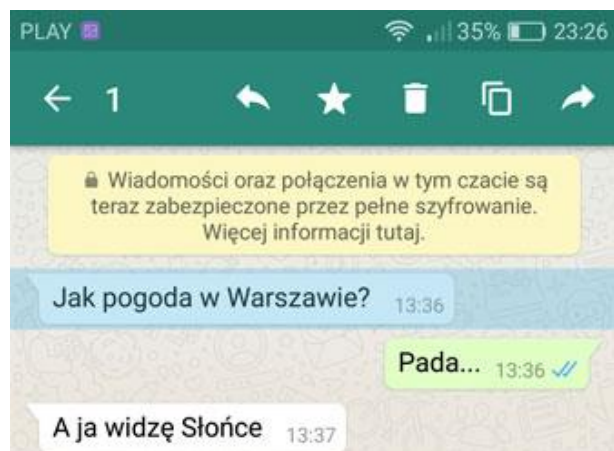 PLAY 35% 23:26
1
Wiadomości oraz połączenia w tym czacie są
teraz zabezpieczone przez pełne szyfrowanie.
Więcej informacji tutaj.
Jak pogoda w Warszawie? 13:36
Pada... 13:36
A ja widzę Słońce 13:37